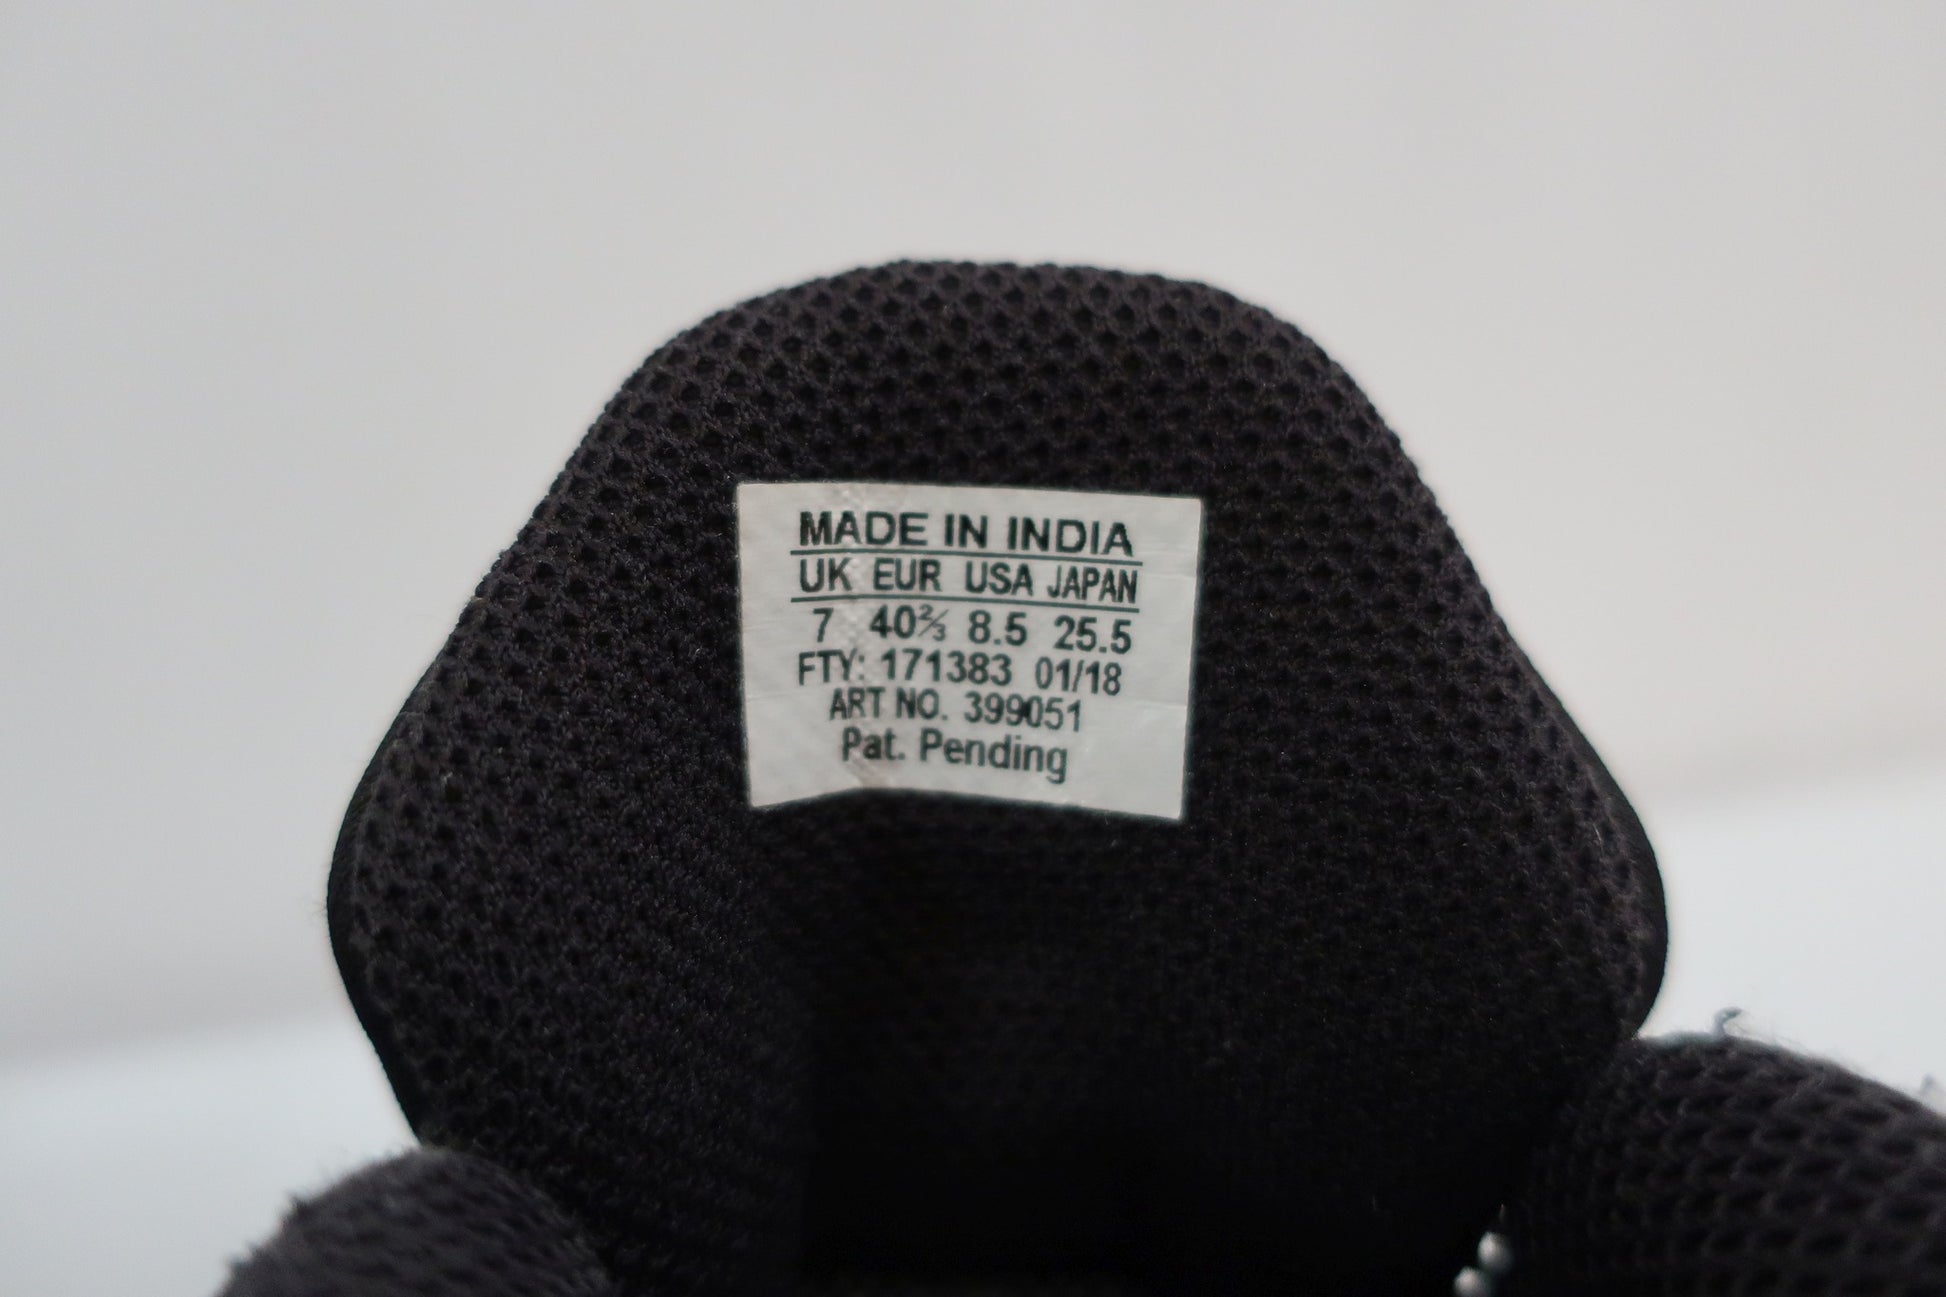 MADE IN INDIA
UK EUR USA JAPAN
7 40⅔ 8.5 25.5
FTY: 171383 01/18
ART NO. 399051
Pat. Pending